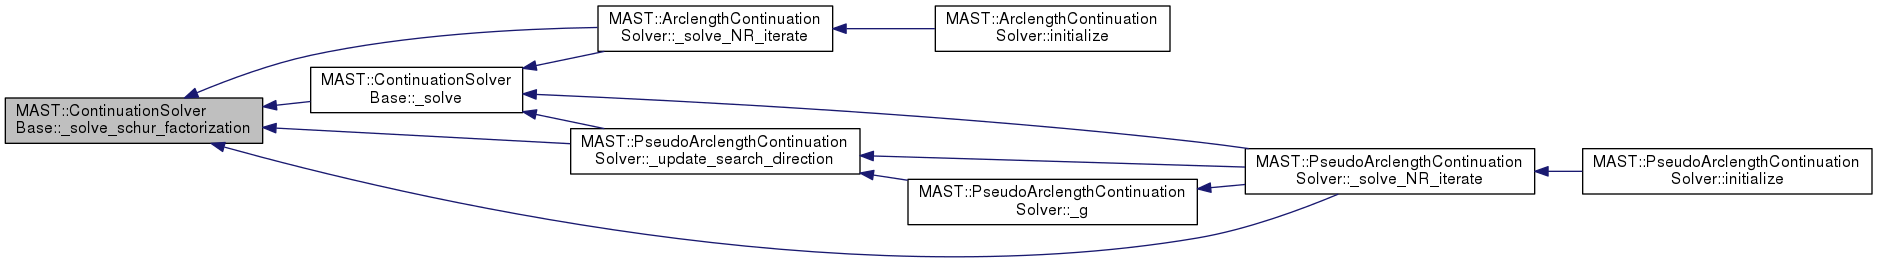 MAST::ContinuationSolver
Base::_solve_schur_factorization
MAST::ContinuationSolver
Base::_solve
MAST::ArclengthContinuation
Solver::_solve_NR_iterate
MAST::ArclengthContinuation
Solver::initialize
MAST::PseudoArclengthContinuation
Solver::_update_search_direction
MAST::PseudoArclengthContinuation
Solver::_g
MAST::PseudoArclengthContinuation
Solver::_solve_NR_iterate
MAST::PseudoArclengthContinuation
Solver::initialize